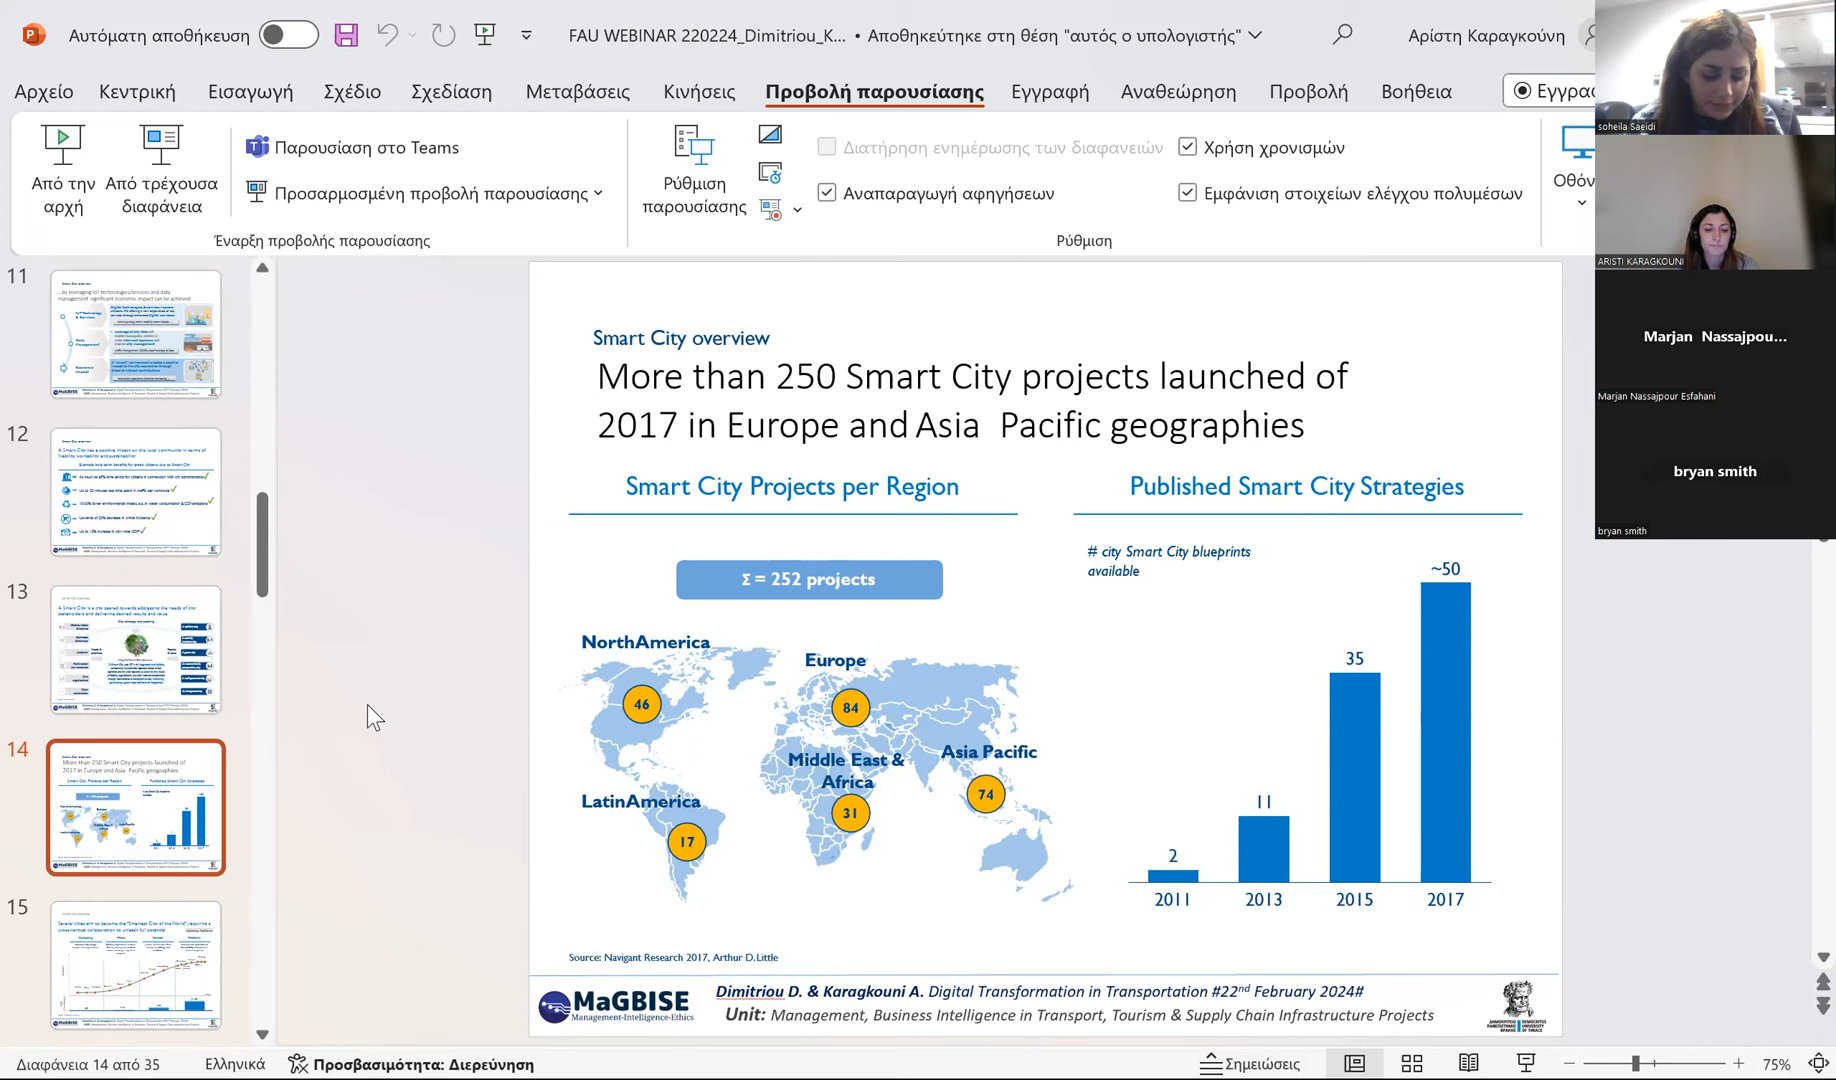 Αυτόματη αποθήκευση
FAU WEBINAR 220224_Dimitriou_K... • Αποθηκεύτηκε στη θέση "αυτός ο υπολογιστής"
Αρίστη Καραγκούνη
Αρχείο Κεντρική Εισαγωγή Σχέδιο Σχεδίαση Μεταβάσεις Κινήσεις Προβολή παρουσίασης Εγγραφή Αναθεώρηση Προβολή Βοήθεια
Από την αρχή
Από τρέχουσα διαφάνεια
Παρουσίαση στο Teams
Προσαρμοσμένη προβολή παρουσίασης
Έναρξη προβολής παρουσίασης
Ρύθμιση παρουσίασης
Διατήρηση ενημέρωσης των διαφανειών
Αναπαραγωγή αφηγήσεων
Χρήση χρονισμών
Εμφάνιση στοιχείων ελέγχου πολυμέσων
Ρύθμιση
soheila Saeidi
ARISTI KARAGKOUNI
Marjan Nassajpou...
Marjan Nassajpour Esfahani
bryan smith
bryan smith
11
12
13
14
15
Smart City overview
More than 250 Smart City projects launched of
2017 in Europe and Asia Pacific geographies
Smart City Projects per Region
Σ = 252 projects
NorthAmerica
46
Europe
84
Middle East &
Africa
31
Asia Pacific
74
LatinAmerica
17
Published Smart City Strategies
# city Smart City blueprints
available
2
11
35
~50
2011 2013 2015 2017
Source: Navigant Research 2017, Arthur D. Little
MaGBISE
Management-Intelligence-Ethics
Dimitriou D. & Karagkouni A. Digital Transformation in Transportation #22nd February 2024#
Unit: Management, Business Intelligence in Transport, Tourism & Supply Chain Infrastructure Projects
Διαφάνεια 14 από 35
Ελληνικά
Προσβασιμότητα: Διερεύνηση
Σημειώσεις
75%